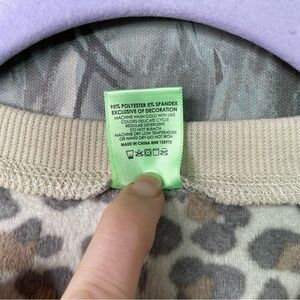 95% POLYESTER 5% SPANDEX
EXCLUSIVE OF DECORATION
MACHINE WASH COLD WITH LIKE
COLORS-DELICATE CYCLE
REGULAR DETERGENT
DO NOT BLEACH
MACHINE DRY LOW TEMPERATURE
OR HANG DRY-DO NOT IRON
MADE IN CHINA RN#